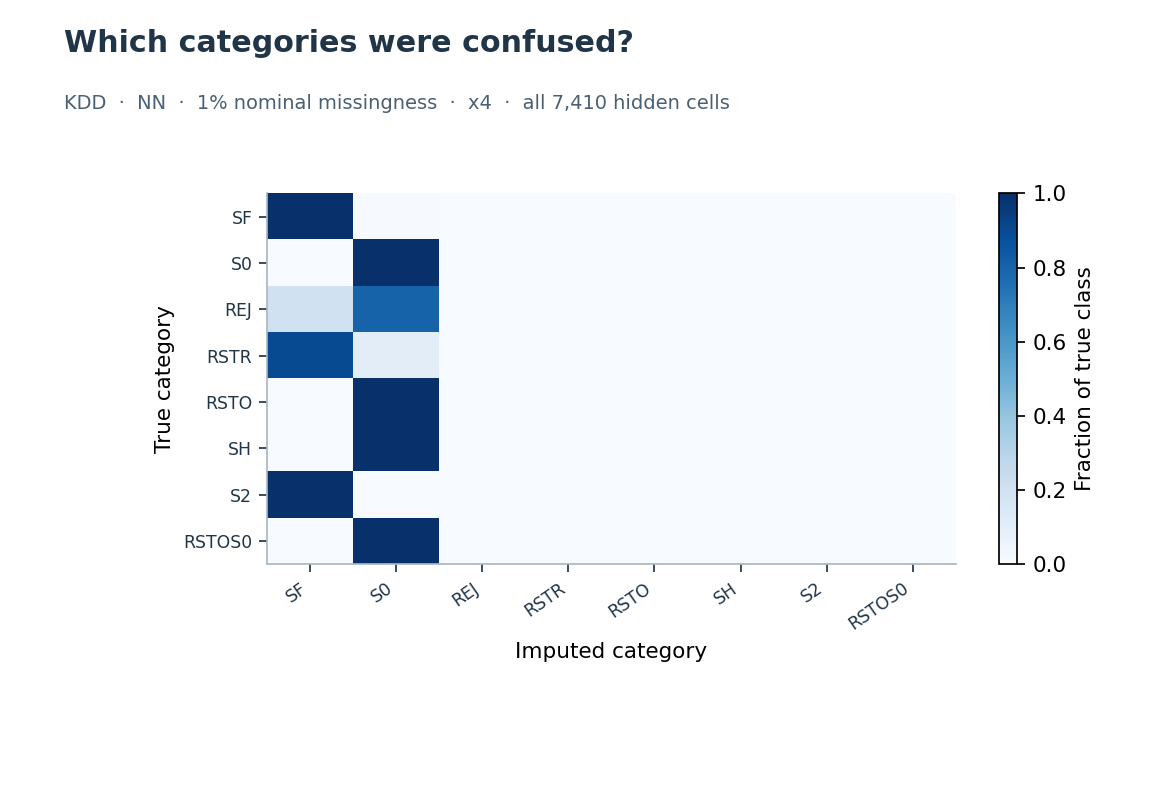 Which categories were confused?
KDD · NN · 1% nominal missingness · x4 · all 7,410 hidden cells
True category
SF
S0
REJ
RSTR
RSTO
SH
S2
RSTOS0
SF S0 REJ RSTR RSTO SH S2 RSTOS0
Imputed category
1.0
0.8
0.6
0.4
0.2
0.0
Fraction of true class